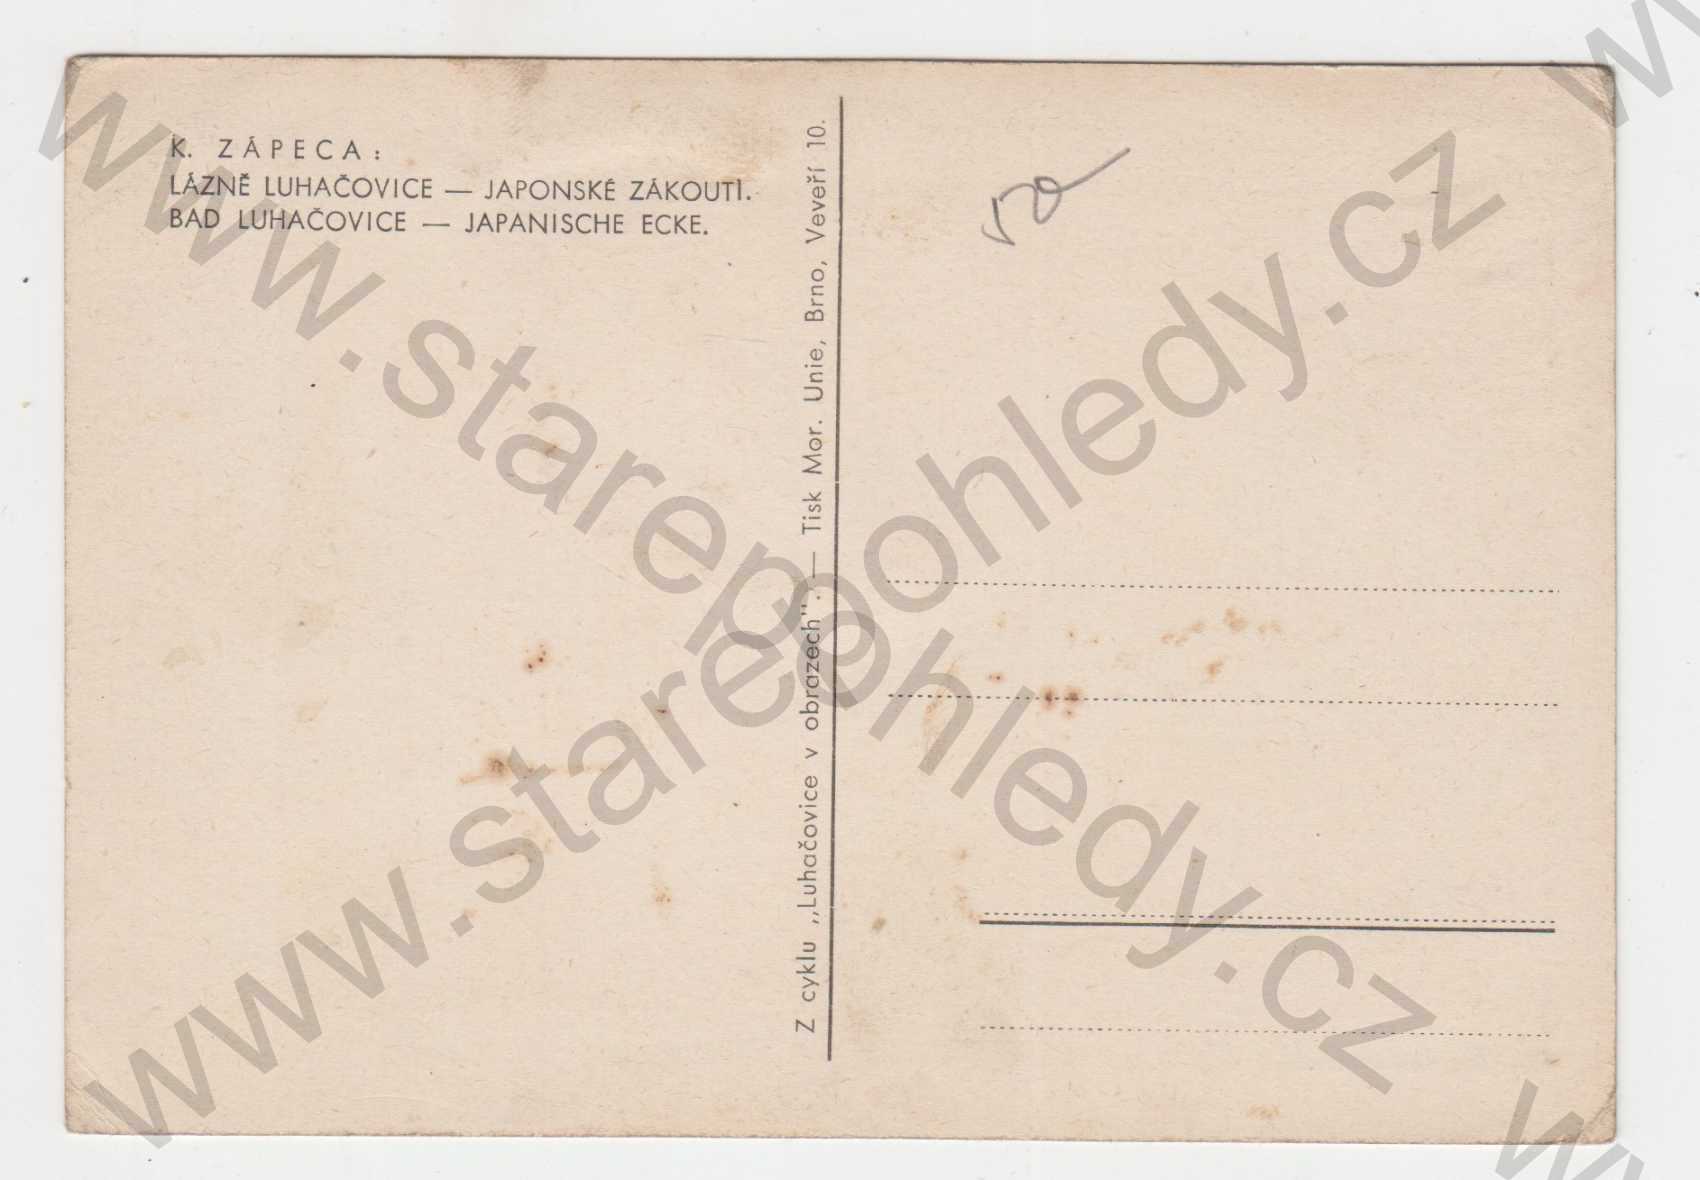 K. ZÁPECA:
LÁZNĚ LUHAČOVICE — JAPONSKÉ ZÁKOUTÍ.
BAD LUHAČOVICE — JAPANISCHE ECKE.
Z cyklu „Luhačovice v obrazech". — Tisk Mor. Unie, Brno, Veveří 10.
www.starepohledy.cz
www.starepohledy.cz